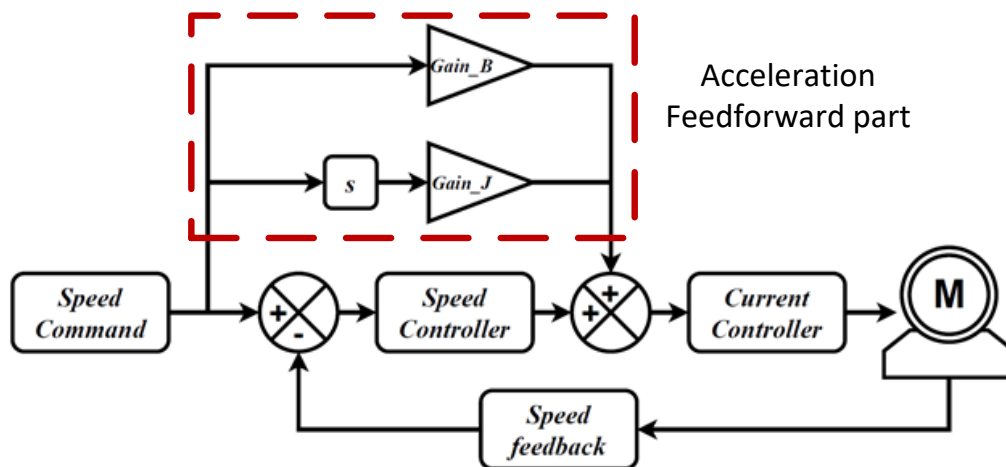 Gain_B
Acceleration
Feedforward part
s
Gain_J
Speed
Command
+
-
Speed
Controller
+
+
Current
Controller
M
Speed
feedback